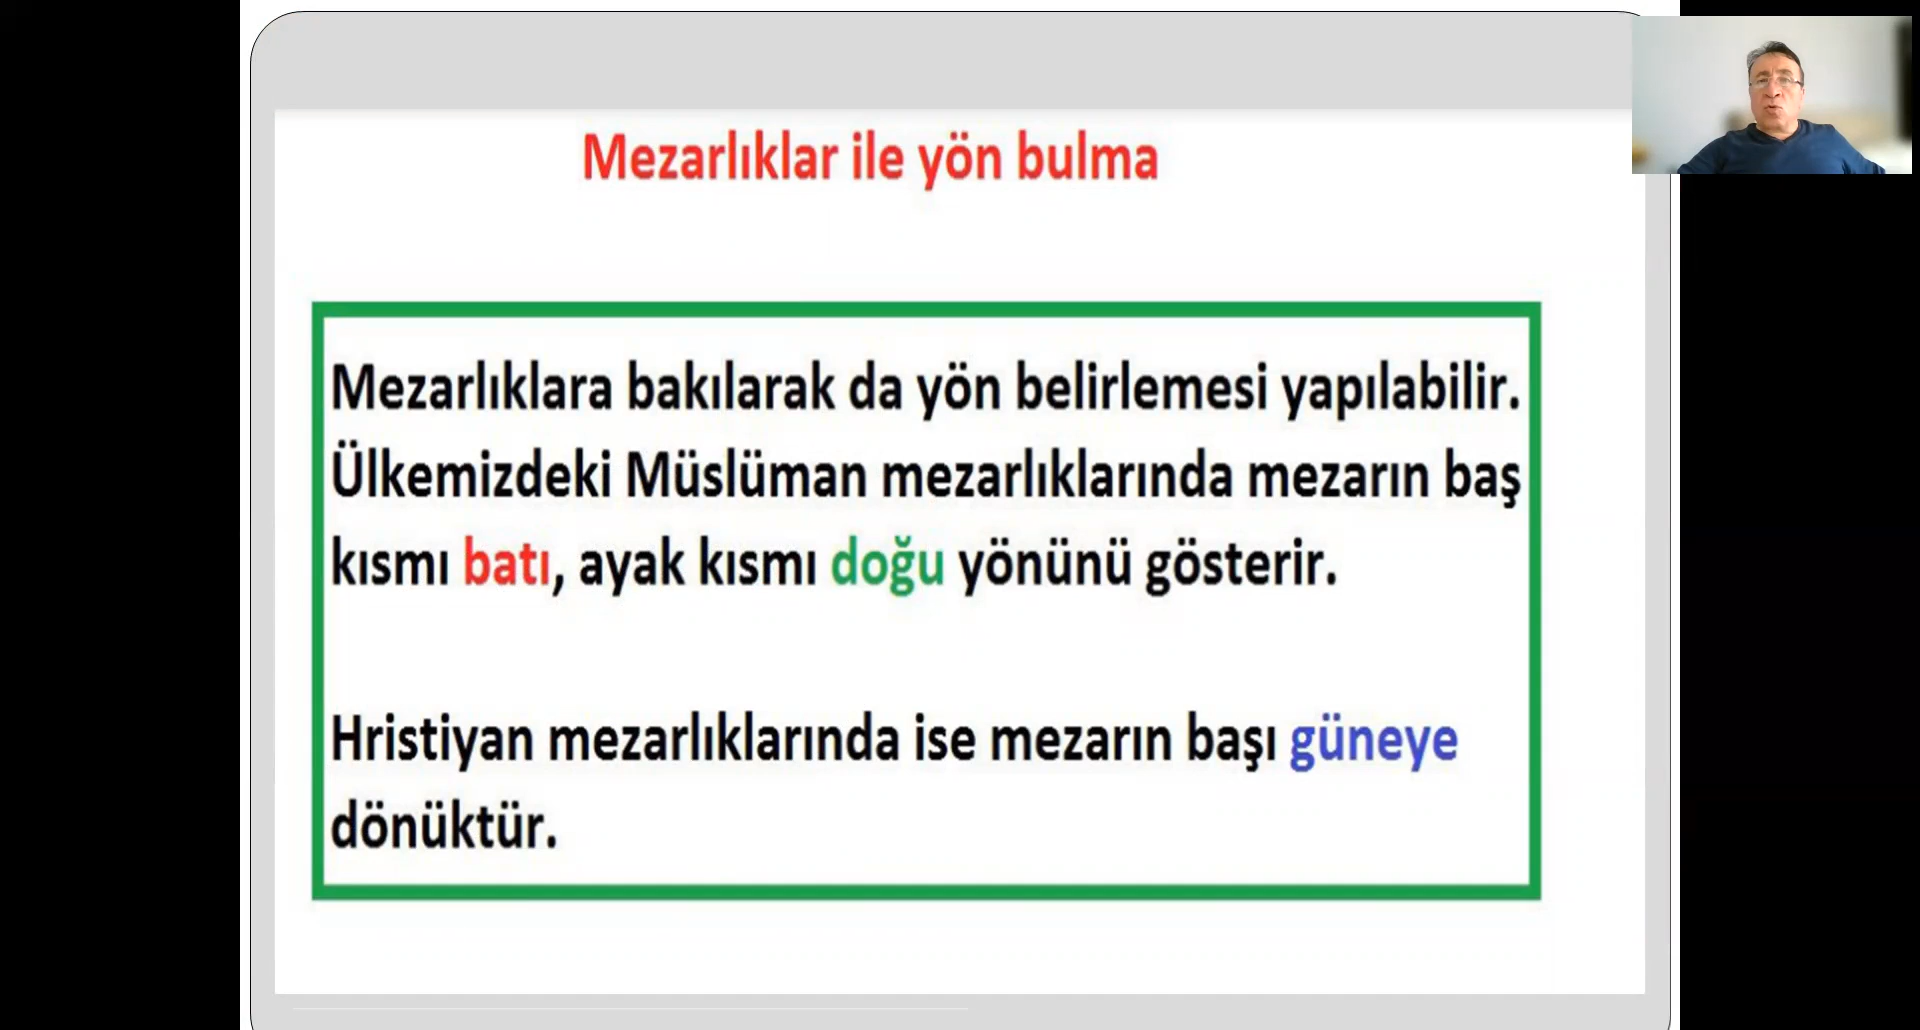 Mezarlıklar ile yön bulma
Mezarlıklara bakılarak da yön belirlemesi yapılabilir.
Ülkemizdeki Müslüman mezarlıklarında mezarın baş
kısmı batı, ayak kısmı doğu yönünü gösterir.
Hristiyan mezarlıklarında ise mezarın başı güneye
dönüktür.